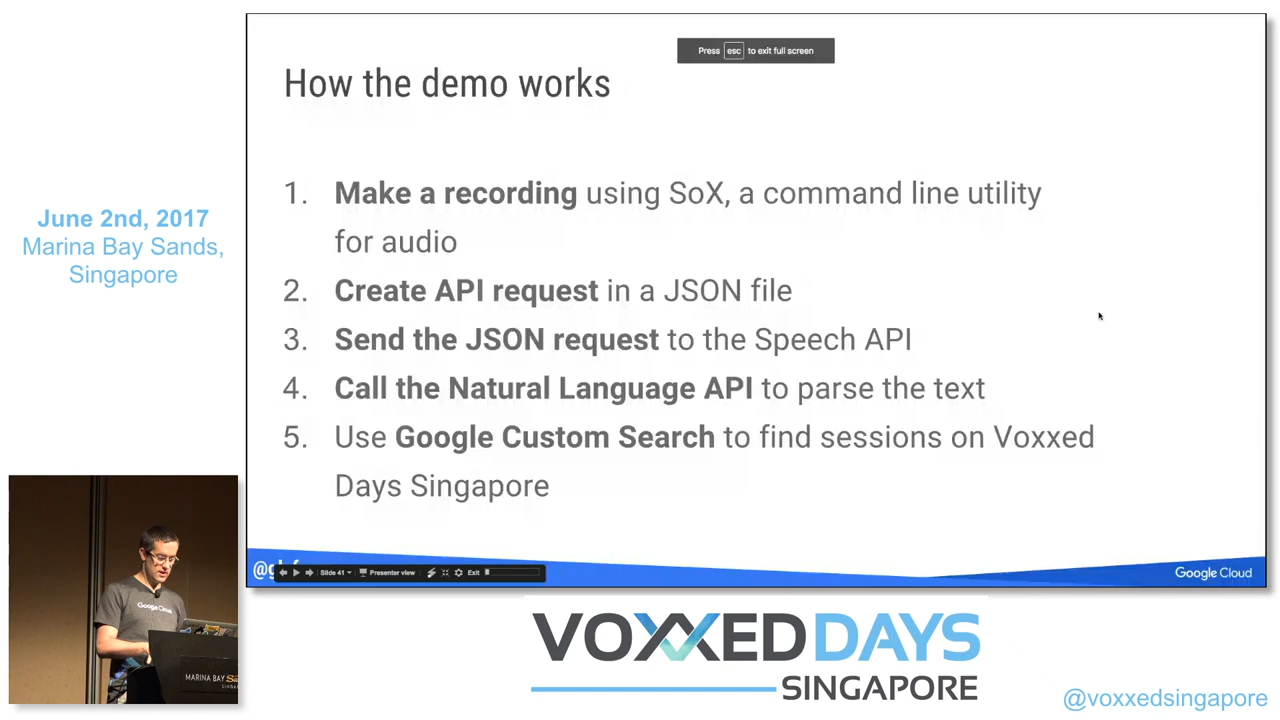 Press esc to exit full screen
How the demo works
1. Make a recording using SoX, a command line utility
for audio
2. Create API request in a JSON file
3. Send the JSON request to the Speech API
4. Call the Natural Language API to parse the text
5. Use Google Custom Search to find sessions on Voxxed
Days Singapore
June 2nd, 2017
Marina Bay Sands,
Singapore
Slide 41
Presenter view
Exit
Google Cloud
Google Cloud
MARINA BAY
VOXXED DAYS
SINGAPORE
@voxxedsingapore